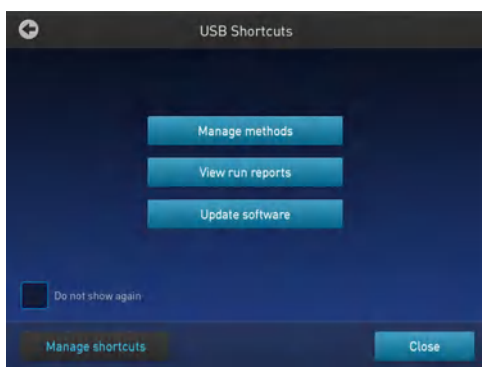 USB Shortcuts
Manage methods
View run reports
Update software
Do not show again
Manage shortcuts
Close